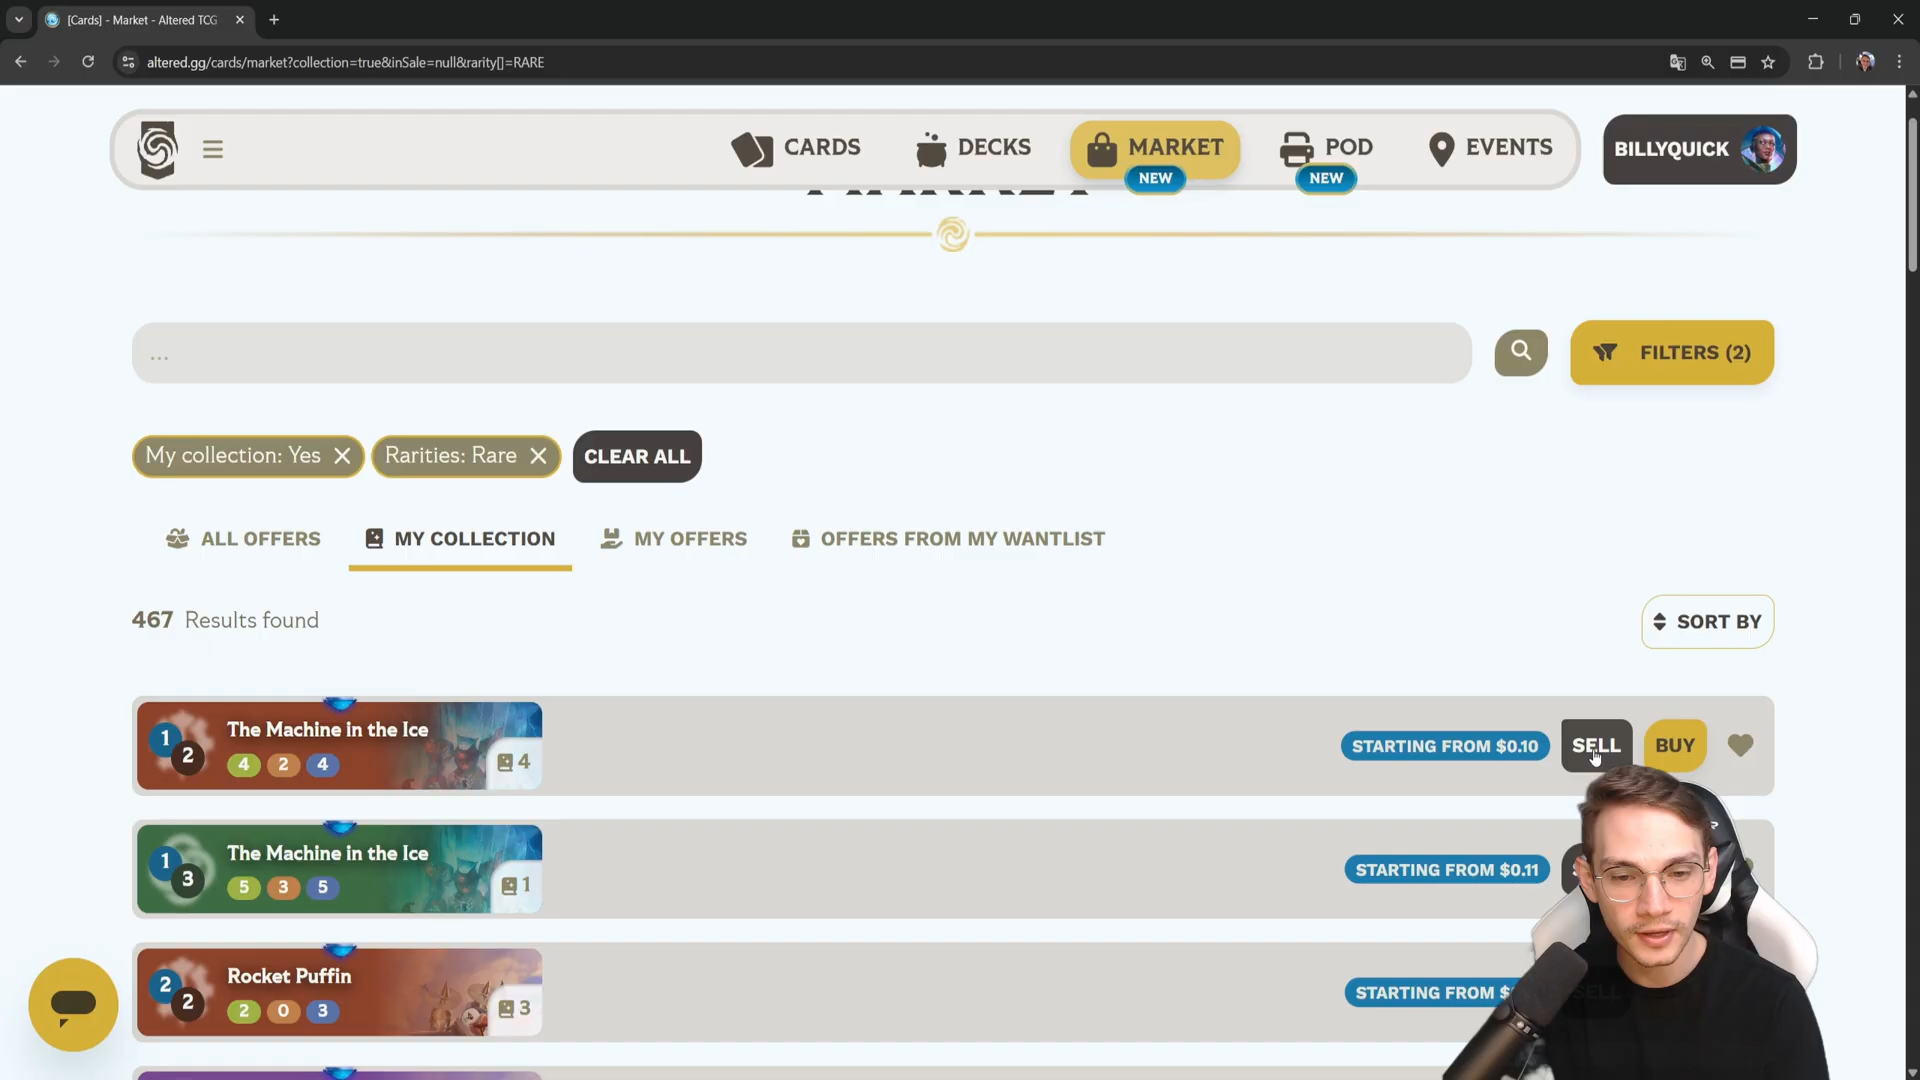 [Cards] - Market - Altered TCG
altered.gg/cards/market?collection=true&inSale=null&rarity[]=RARE
CARDS
DECKS
MARKET
NEW
POD
NEW
EVENTS
BILLYQUICK
MARKET
...
FILTERS (2)
My collection: Yes
Rarities: Rare
CLEAR ALL
ALL OFFERS
MY COLLECTION
MY OFFERS
OFFERS FROM MY WANTLIST
467 Results found
SORT BY
1
2
The Machine in the Ice
4 2 4
4
STARTING FROM $0.10
SELL
BUY
1
3
The Machine in the Ice
5 3 5
1
STARTING FROM $0.11
2
2
Rocket Puffin
2 0 3
3
STARTING FROM
SELL